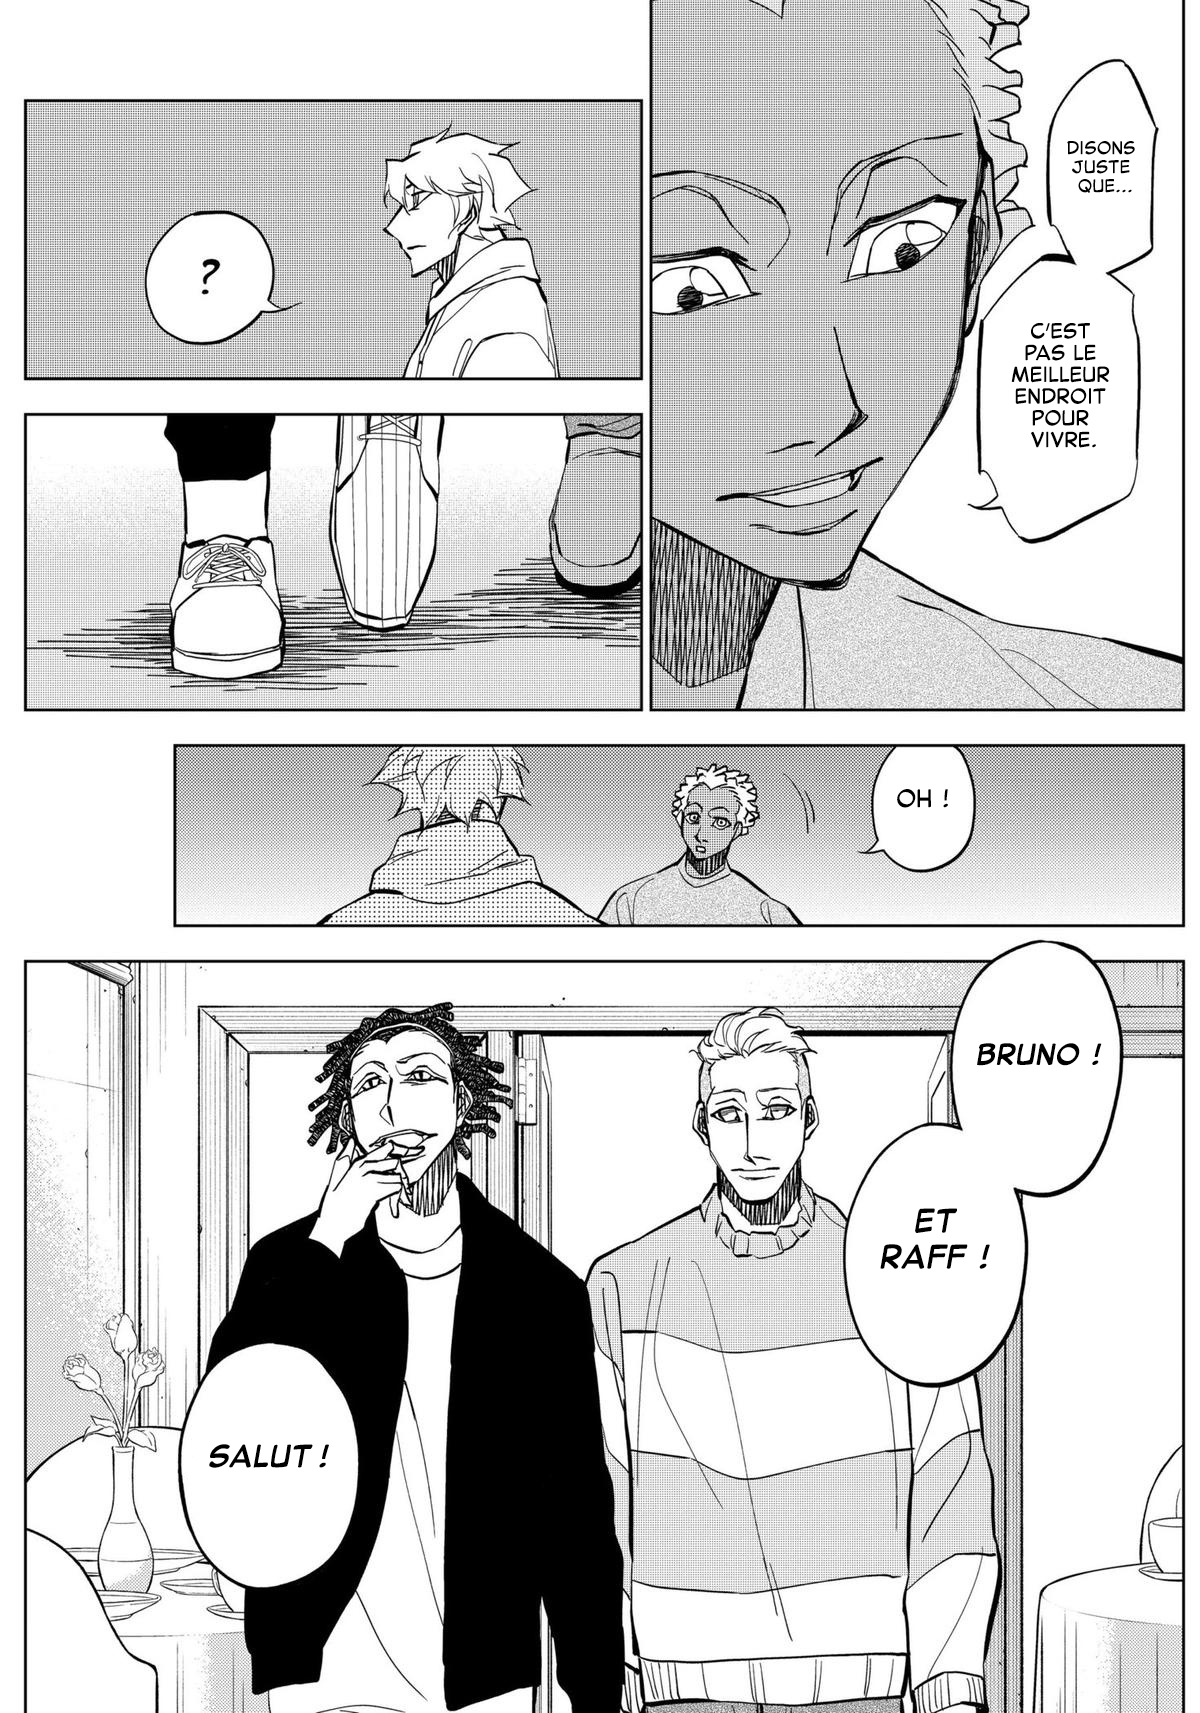 DISONS
JUSTE
QUE...
C'EST
PAS LE
MEILLEUR
ENDROIT
POUR
VIVRE.
?
OH !
BRUNO !
ET
RAFF !
SALUT !